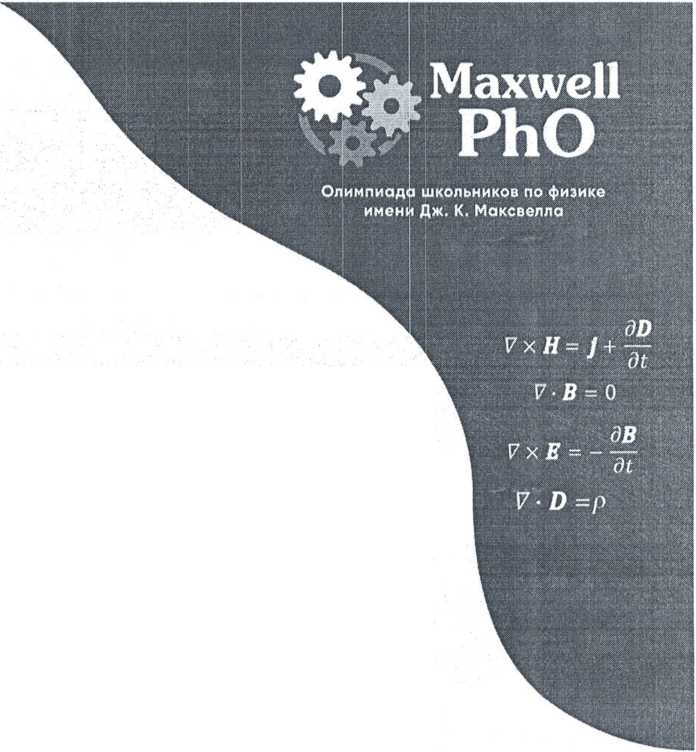 Maxwell
PhO
Олимпиада школьников по физике
имени Дж. К. Максвелла
∇ × H = j + ∂D/∂t
∇ · B = 0
∇ × E = − ∂B/∂t
∇ · D =ρ